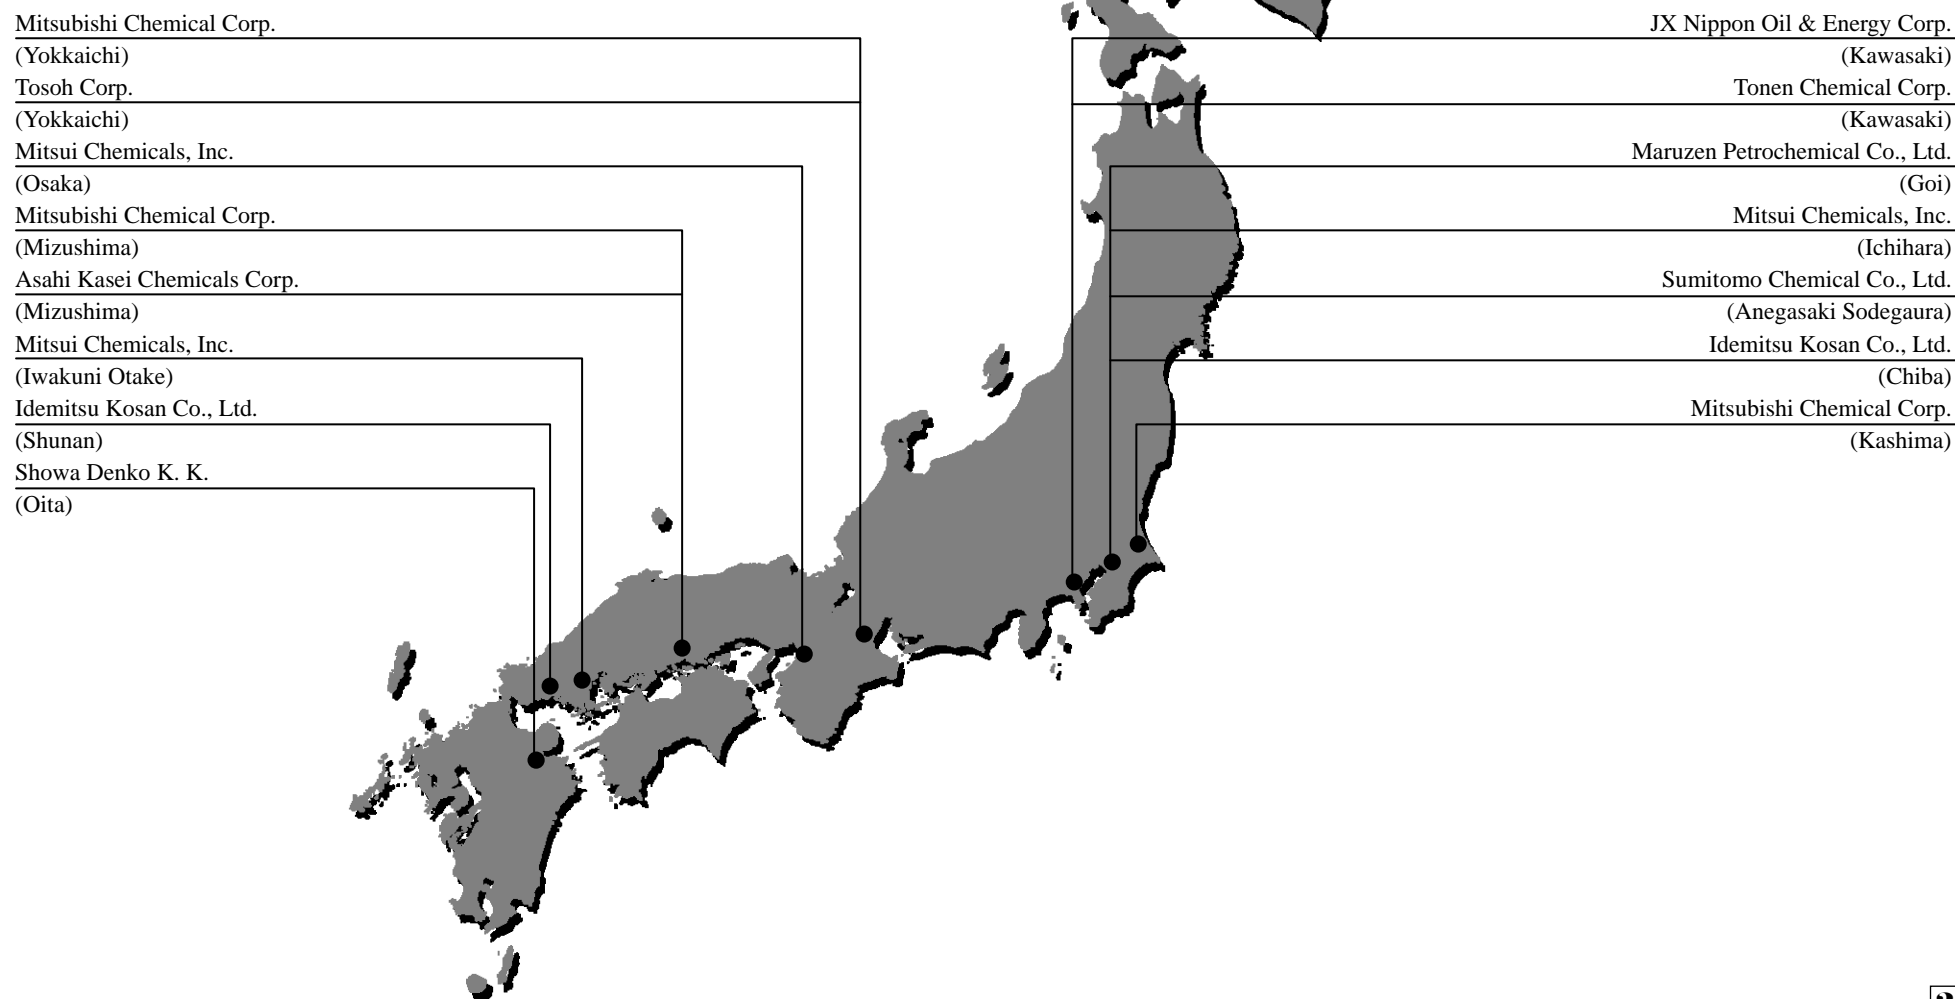 Mitsubishi Chemical Corp.
(Yokkaichi)
Tosoh Corp.
(Yokkaichi)
Mitsui Chemicals, Inc.
(Osaka)
Mitsubishi Chemical Corp.
(Mizushima)
Asahi Kasei Chemicals Corp.
(Mizushima)
Mitsui Chemicals, Inc.
(Iwakuni Otake)
Idemitsu Kosan Co., Ltd.
(Shunan)
Showa Denko K. K.
(Oita)
JX Nippon Oil & Energy Corp.
(Kawasaki)
Tonen Chemical Corp.
(Kawasaki)
Maruzen Petrochemical Co., Ltd.
(Goi)
Mitsui Chemicals, Inc.
(Ichihara)
Sumitomo Chemical Co., Ltd.
(Anegasaki Sodegaura)
Idemitsu Kosan Co., Ltd.
(Chiba)
Mitsubishi Chemical Corp.
(Kashima)